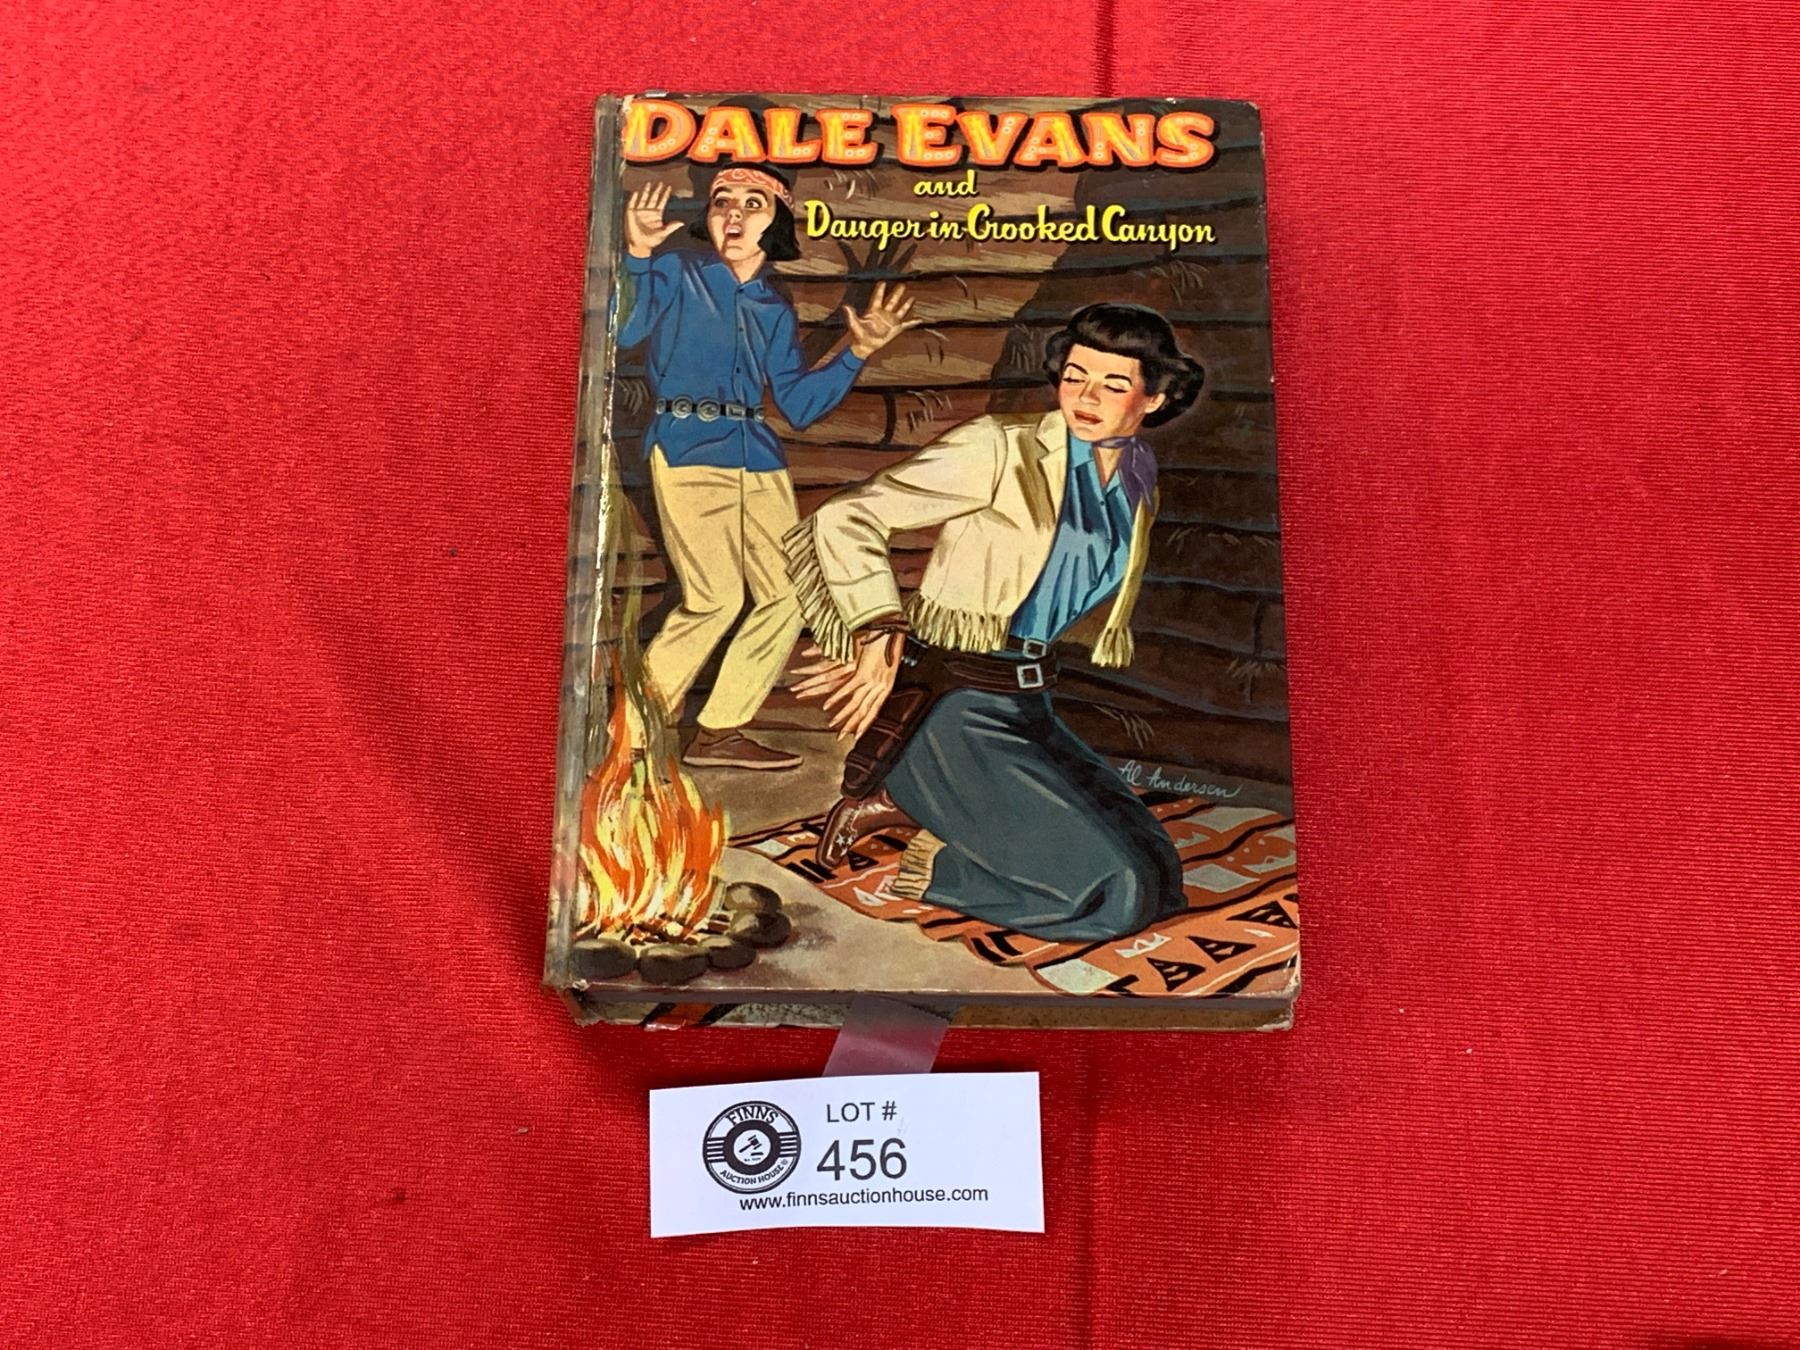 DALE EVANS
and
Danger in Crooked Canyon
Al Andersen
FINNS
AUCTION HOUSE
LOT #
456
www.finnsauctionhouse.com